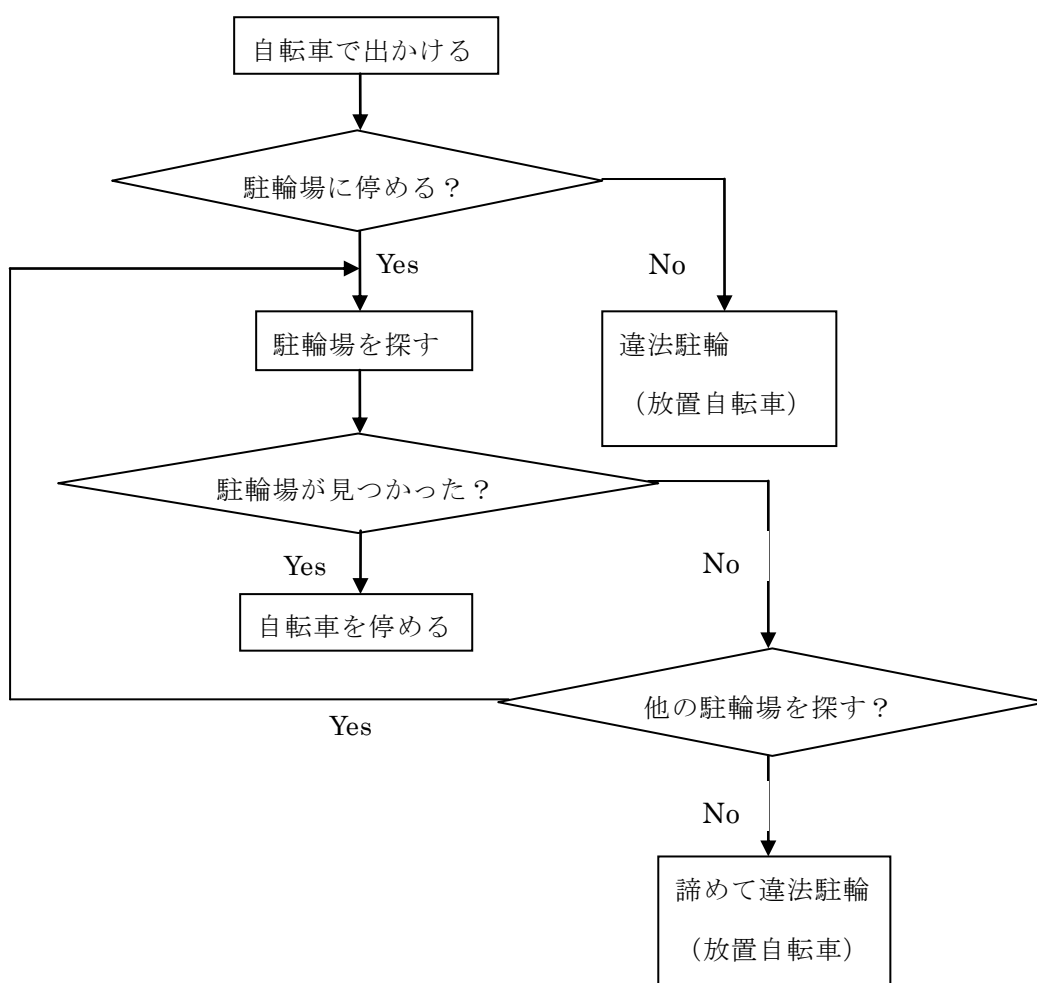 自転車で出かける
駐輪場に停める？
Yes
No
駐輪場を探す
違法駐輪
（放置自転車）
駐輪場が見つかった？
Yes
No
自転車を停める
他の駐輪場を探す？
Yes
No
諦めて違法駐輪
（放置自転車）